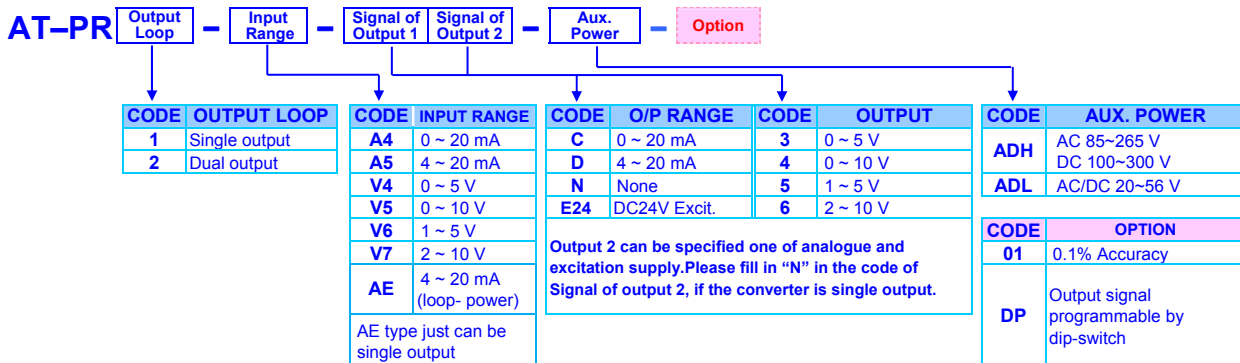 AT–PR Output Loop – Input Range – Signal of Output 1 Signal of Output 2 – Aux. Power – Option
CODE OUTPUT LOOP
1 Single output
2 Dual output
CODE INPUT RANGE
A4 0 ~ 20 mA
A5 4 ~ 20 mA
V4 0 ~ 5 V
V5 0 ~ 10 V
V6 1 ~ 5 V
V7 2 ~ 10 V
AE 4 ~ 20 mA
(loop- power)
AE type just can be
single output
CODE O/P RANGE CODE OUTPUT
C 0 ~ 20 mA 3 0 ~ 5 V
D 4 ~ 20 mA 4 0 ~ 10 V
N None 5 1 ~ 5 V
E24 DC24V Excit. 6 2 ~ 10 V
Output 2 can be specified one of analogue and
excitation supply.Please fill in “N” in the code of
Signal of output 2, if the converter is single output.
CODE AUX. POWER
ADH AC 85~265 V
DC 100~300 V
ADL AC/DC 20~56 V
CODE OPTION
01 0.1% Accuracy
DP Output signal
programmable by
dip-switch